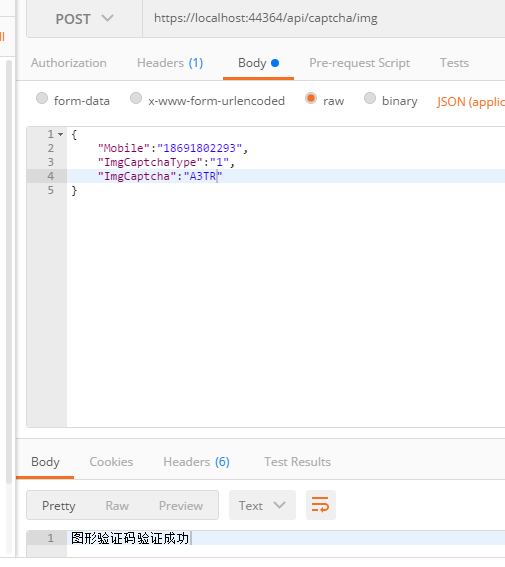 POST https://localhost:44364/api/captcha/img
Authorization Headers (1) Body Pre-request Script Tests
form-data x-www-form-urlencoded raw binary JSON (applic
1 {
2 "Mobile":"18691802293",
3 "ImgCaptchaType":"1",
4 "ImgCaptcha":"A3TR"
5 }
Body Cookies Headers (6) Test Results
Pretty Raw Preview Text
1 图形验证码验证成功